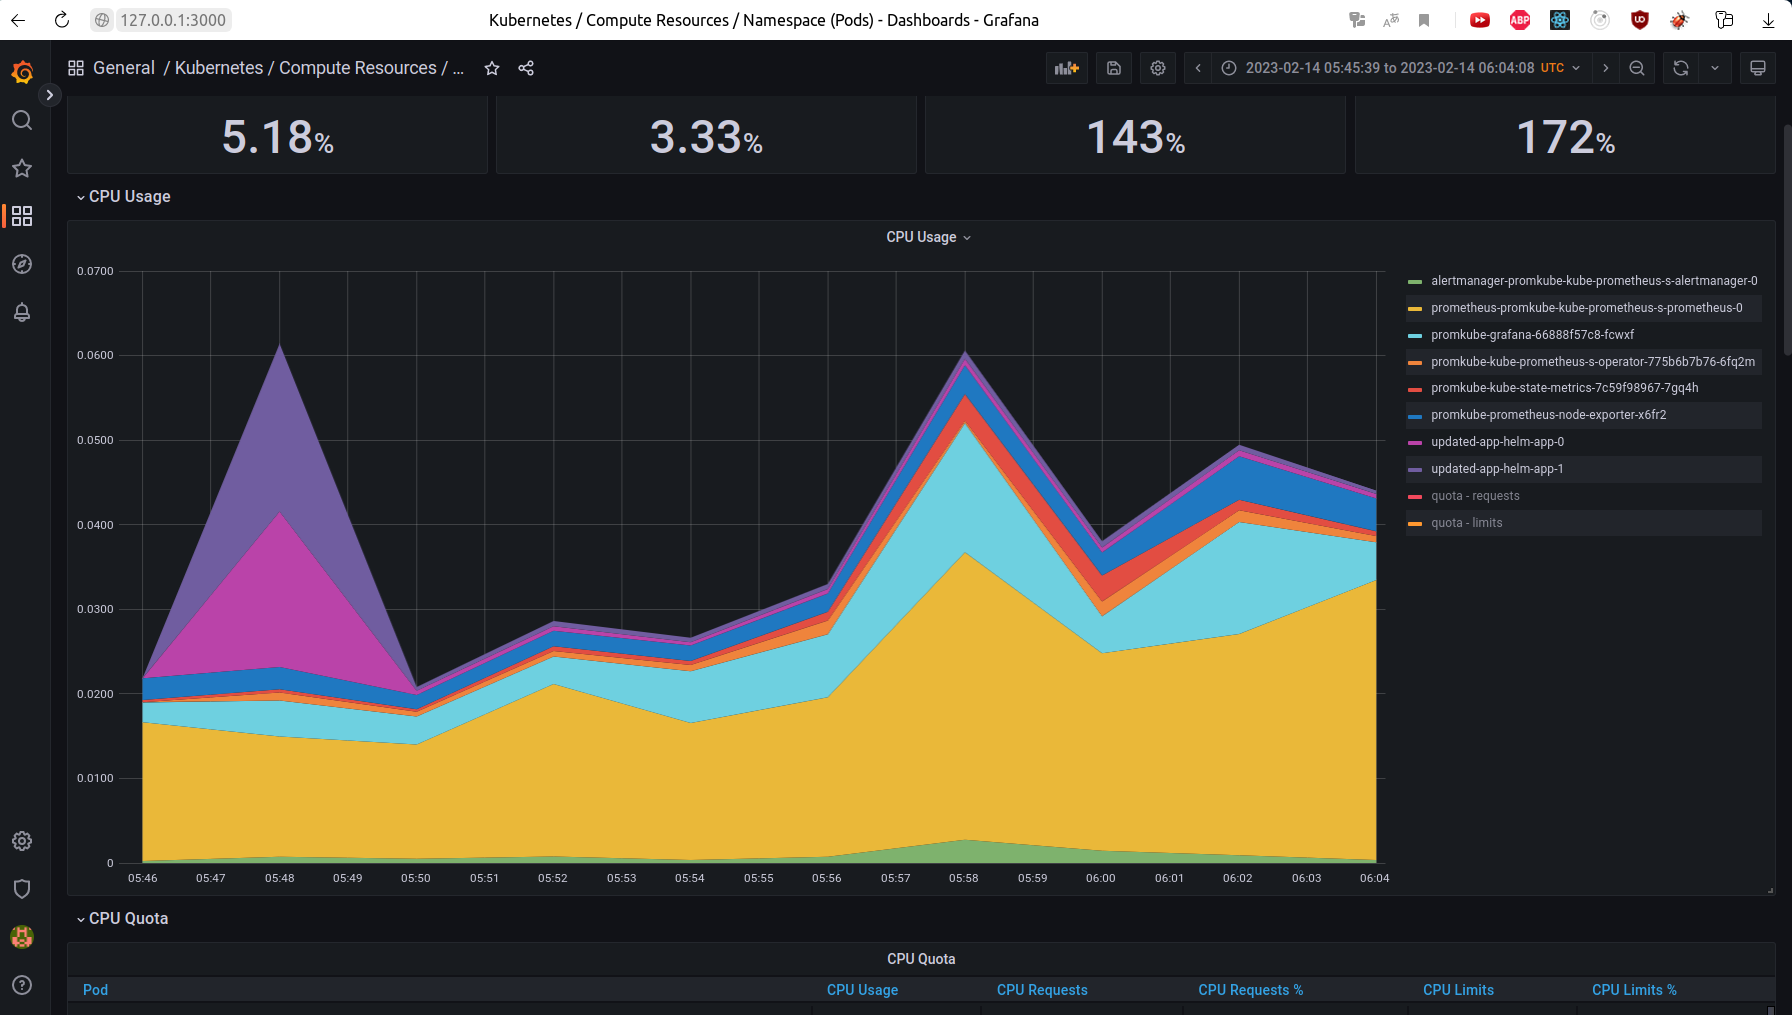 127.0.0.1:3000
Kubernetes / Compute Resources / Namespace (Pods) - Dashboards - Grafana
ABP
General / Kubernetes / Compute Resources / ...
2023-02-14 05:45:39 to 2023-02-14 06:04:08 UTC
5.18%
3.33%
143%
172%
CPU Usage
CPU Usage
0.0700
0.0600
0.0500
0.0400
0.0300
0.0200
0.0100
0
05:46
05:47
05:48
05:49
05:50
05:51
05:52
05:53
05:54
05:55
05:56
05:57
05:58
05:59
06:00
06:01
06:02
06:03
06:04
alertmanager-promkube-kube-prometheus-s-alertmanager-0
prometheus-promkube-kube-prometheus-s-prometheus-0
promkube-grafana-66888f57c8-fcwxf
promkube-kube-prometheus-s-operator-775b6b7b76-6fq2m
promkube-kube-state-metrics-7c59f98967-7gq4h
promkube-prometheus-node-exporter-x6fr2
updated-app-helm-app-0
updated-app-helm-app-1
quota - requests
quota - limits
CPU Quota
CPU Quota
Pod
CPU Usage
CPU Requests
CPU Requests %
CPU Limits
CPU Limits %